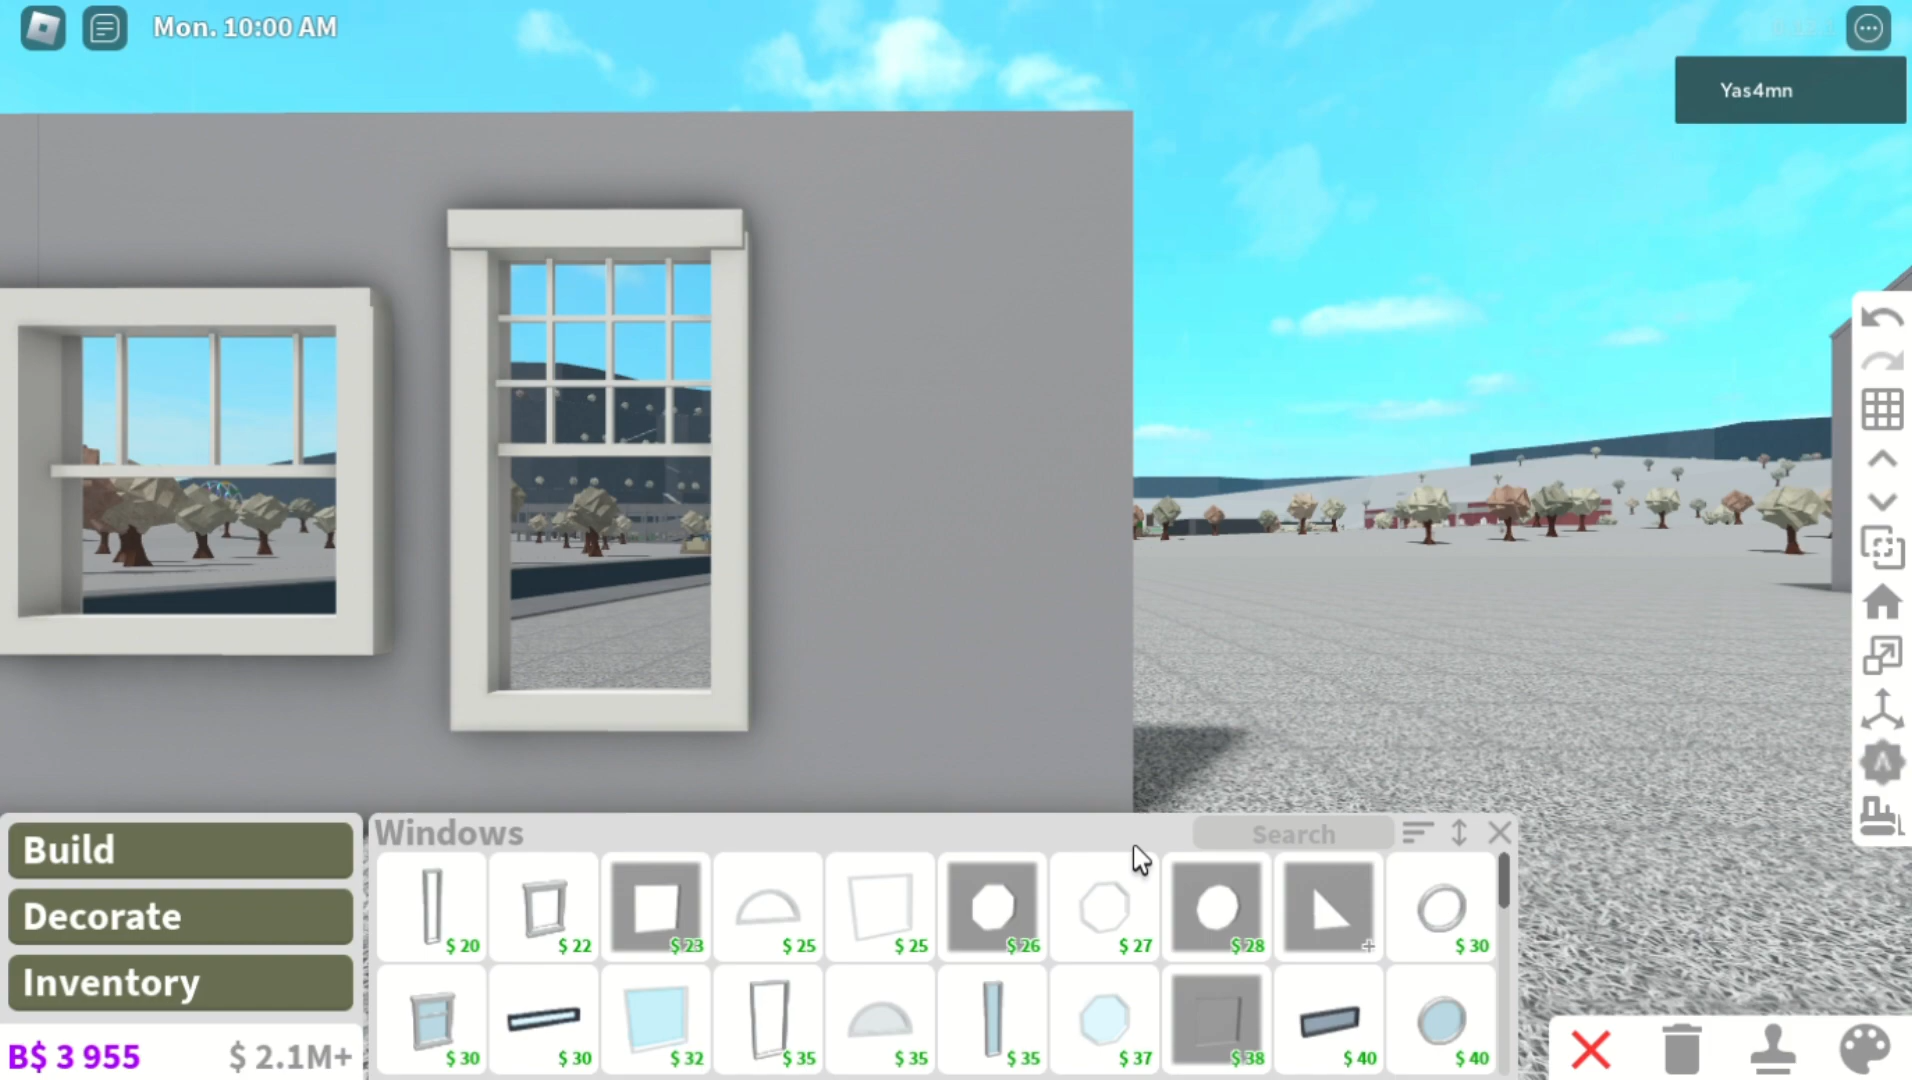 Mon. 10:00 AM
Yas4mn
Build
Decorate
Inventory
B$ 3 955
$ 2.1M+
Windows
Search
$ 20
$ 22
$ 23
$ 25
$ 25
$ 26
$ 27
$ 28
+
$ 30
$ 30
$ 30
$ 32
$ 35
$ 35
$ 35
$ 37
$ 38
$ 40
$ 40